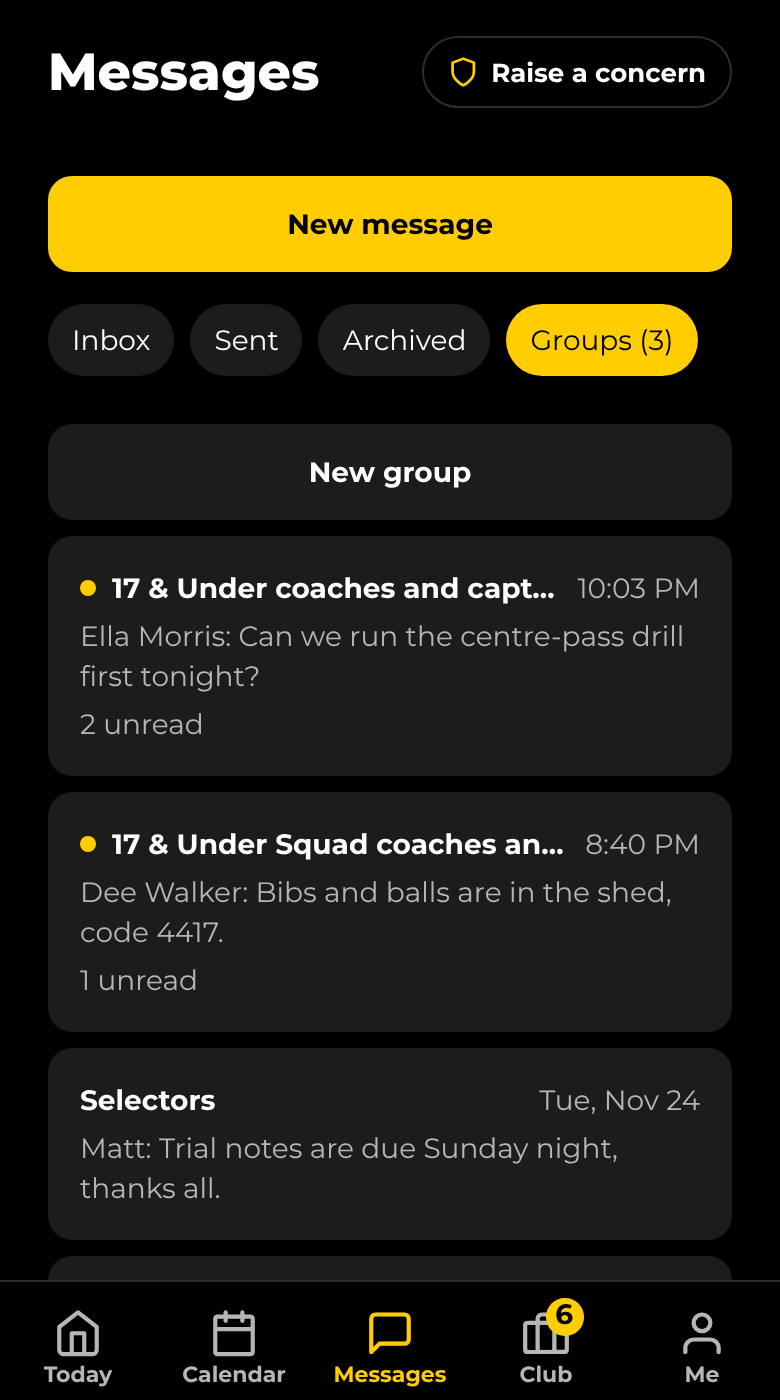 Messages
Raise a concern
New message
Inbox
Sent
Archived
Groups (3)
New group
17 & Under coaches and capt...
10:03 PM
Ella Morris: Can we run the centre-pass drill
first tonight?
2 unread
17 & Under Squad coaches an...
8:40 PM
Dee Walker: Bibs and balls are in the shed,
code 4417.
1 unread
Selectors
Tue, Nov 24
Matt: Trial notes are due Sunday night,
thanks all.
6
Today
Calendar
Messages
Club
Me